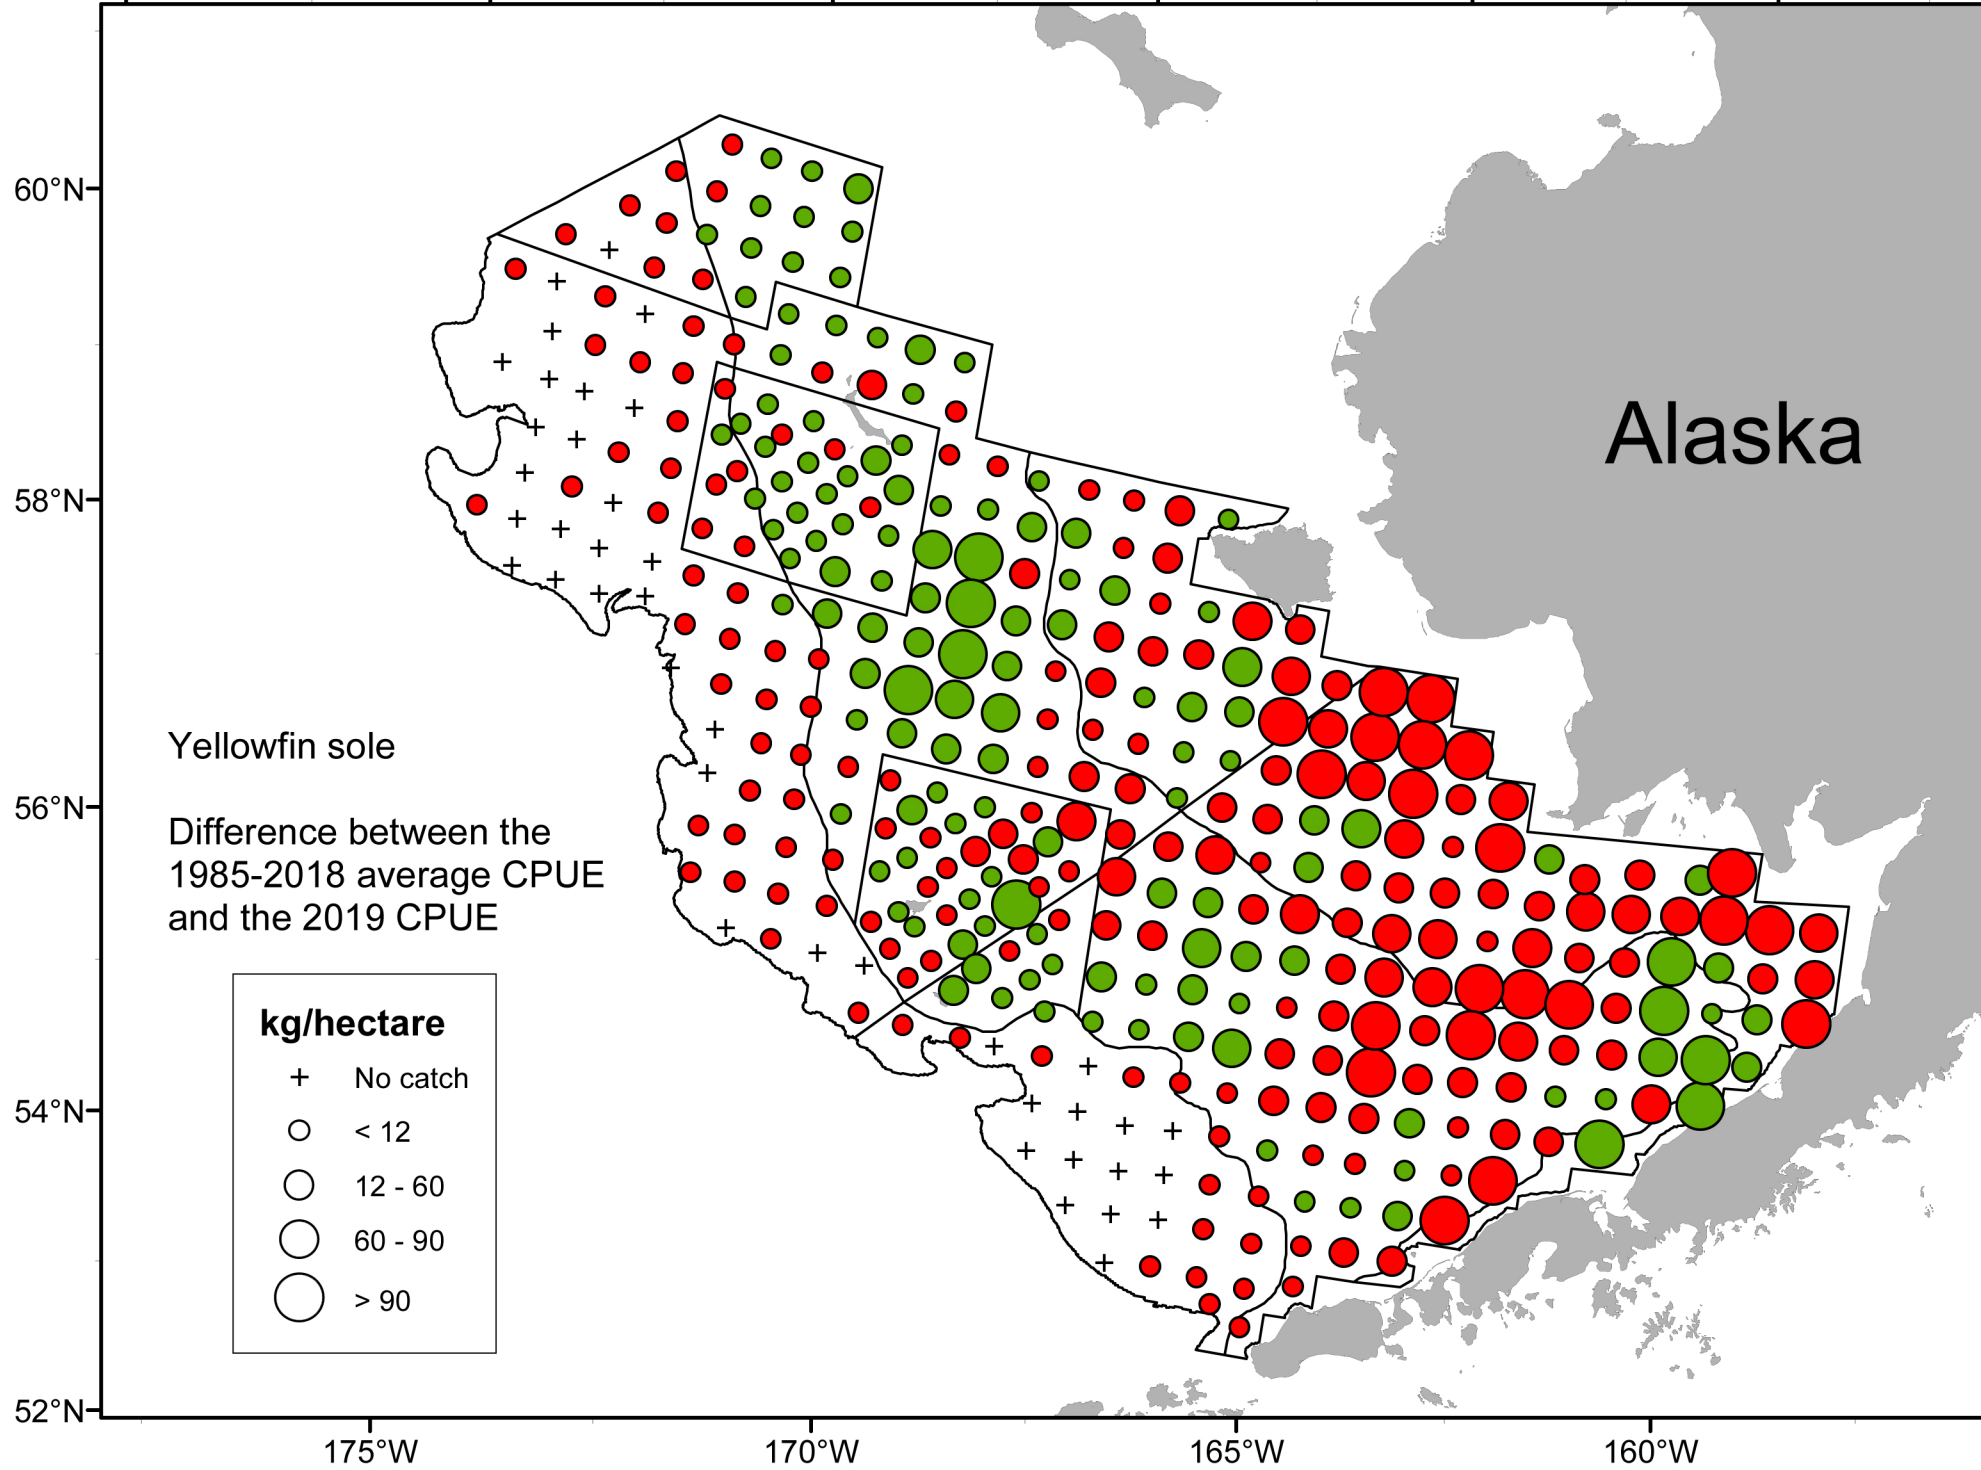 60°N
58°N
56°N
54°N
52°N
175°W
170°W
165°W
160°W
Alaska
Yellowfin sole
Difference between the
1985-2018 average CPUE
and the 2019 CPUE
kg/hectare
+ No catch
< 12
12 - 60
60 - 90
> 90